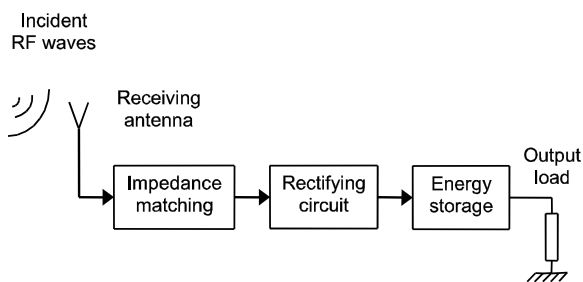 Incident
RF waves
Receiving
antenna
Impedance
matching
Rectifying
circuit
Energy
storage
Output
load